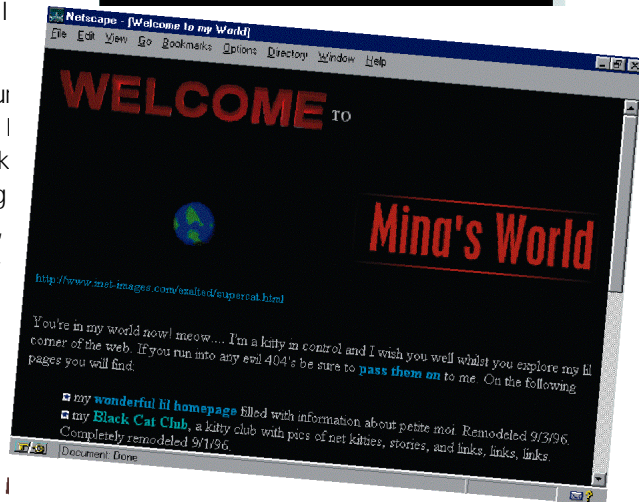 Netscape - [Welcome to my World]
File Edit View Go Bookmarks Options Directory Window Help
WELCOME TO
Mina's World
http://www.mst-images.com/exalted/supercat.html
You're in my world now! meow.... I'm a kitty in control and I wish you well whilst you explore my lil
corner of the web. If you run into any evil 404's be sure to pass them on to me. On the following
pages you will find:
my wonderful lil homepage filled with information about petite moi. Remodeled 9/3/96.
my Black Cat Club, a kitty club with pics of net kitties, stories, and links, links, links.
Completely remodeled 9/1/96.
Document: Done